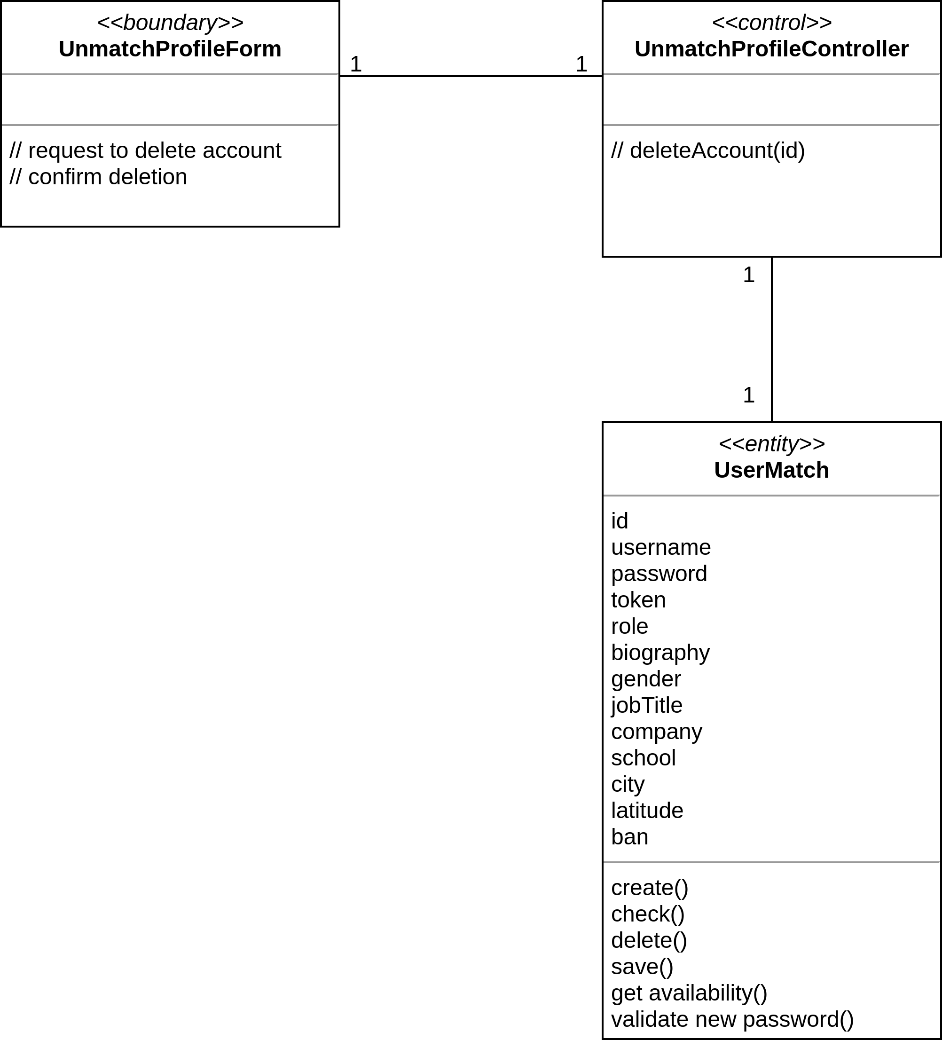 <<boundary>>
UnmatchProfileForm
// request to delete account
// confirm deletion
1
1
<<control>>
UnmatchProfileController
// deleteAccount(id)
1
1
<<entity>>
UserMatch
id
username
password
token
role
biography
gender
jobTitle
company
school
city
latitude
ban
create()
check()
delete()
save()
get availability()
validate new password()